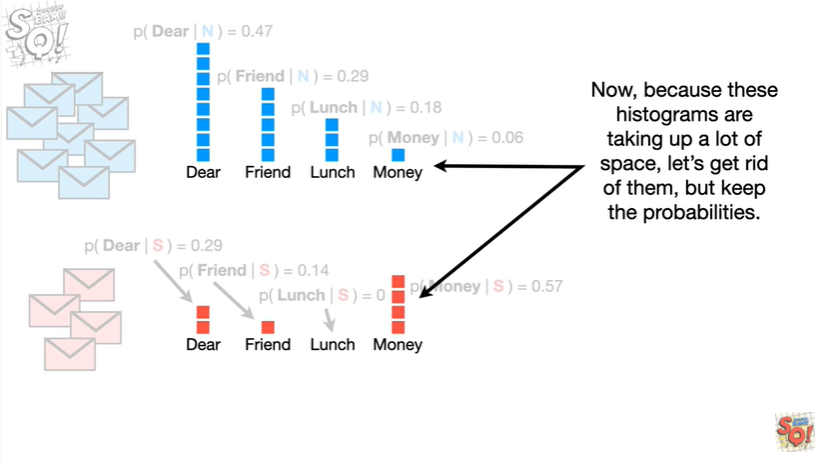 p( Dear | N ) = 0.47
p( Friend | N ) = 0.29
p( Lunch | N ) = 0.18
p( Money | N ) = 0.06
Dear Friend Lunch Money
Now, because these
histograms are
taking up a lot of
space, let's get rid
of them, but keep
the probabilities.
p( Dear | S ) = 0.29
p( Friend | S ) = 0.14
p( Lunch | S ) = 0
p( Money | S ) = 0.57
Dear Friend Lunch Money
SQ!